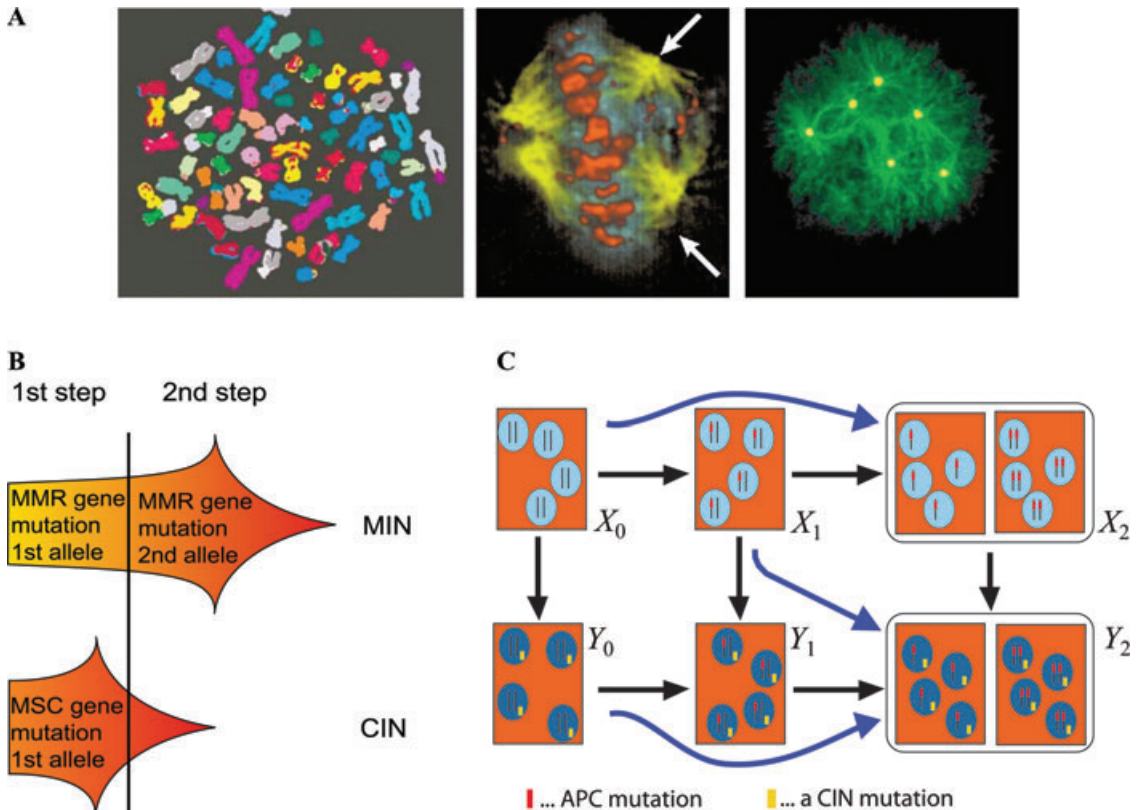 A
B
1st step 2nd step
MMR gene
mutation
1st allele
MMR gene
mutation
2nd allele
MIN
MSC gene
mutation
1st allele
CIN
C
X0
X1
X2
Y0
Y1
Y2
... APC mutation
... a CIN mutation